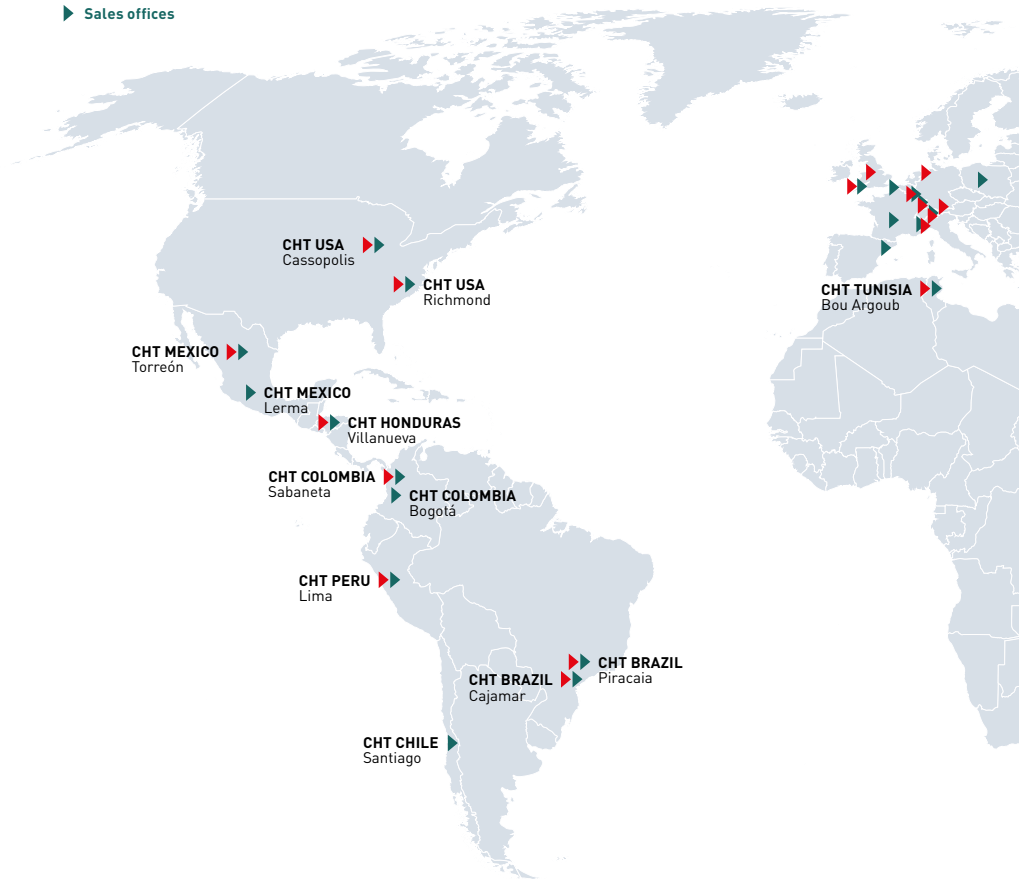 Sales offices
CHT USA
Cassopolis
CHT USA
Richmond
CHT TUNISIA
Bou Argoub
CHT MEXICO
Torreón
CHT MEXICO
Lerma
CHT HONDURAS
Villanueva
CHT COLOMBIA
Sabaneta
CHT COLOMBIA
Bogotá
CHT PERU
Lima
CHT BRAZIL
Piracaia
CHT BRAZIL
Cajamar
CHT CHILE
Santiago